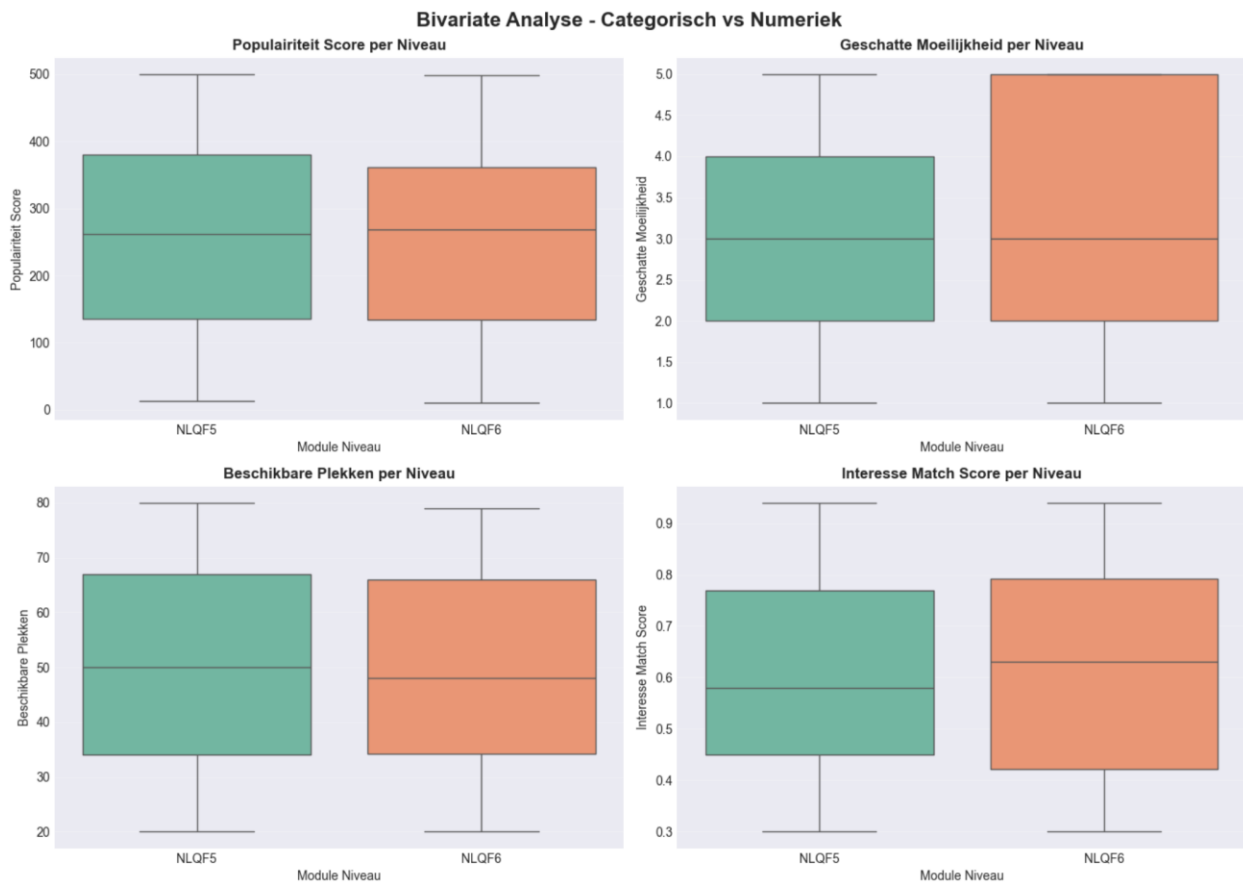 Bivariate Analyse - Categorisch vs Numeriek
Populairiteit Score per Niveau
Populairiteit Score
500
400
300
200
100
0
NLQF5
NLQF6
Module Niveau
Geschatte Moeilijkheid per Niveau
Geschatte Moeilijkheid
5.0
4.5
4.0
3.5
3.0
2.5
2.0
1.5
1.0
NLQF5
NLQF6
Module Niveau
Beschikbare Plekken per Niveau
Beschikbare Plekken
80
70
60
50
40
30
20
NLQF5
NLQF6
Module Niveau
Interesse Match Score per Niveau
Interesse Match Score
0.9
0.8
0.7
0.6
0.5
0.4
0.3
NLQF5
NLQF6
Module Niveau